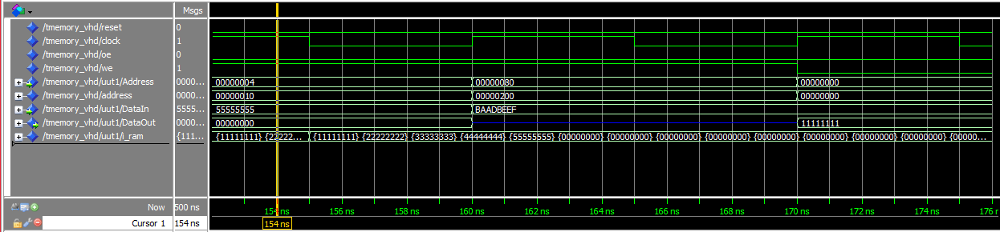 Msgs
/tmemory_vhd/reset 0
/tmemory_vhd/clock 1
/tmemory_vhd/oe 0
/tmemory_vhd/we 1
/tmemory_vhd/uut1/Address 0000... 00000004 00000080 00000000
/tmemory_vhd/address 0000... 00000010 00000200 00000000
/tmemory_vhd/uut1/DataIn 5555... 55555555 BAADBEEF
/tmemory_vhd/uut1/DataOut 0000... 00000000 11111111
/tmemory_vhd/uut1/i_ram {111... {11111111} {22222... {11111111} {22222222} {33333333} {44444444} {55555555} {00000000} {00000000} {00000000} {00000000} {00000000} {00000000} {00000000} {00000000} {00000...
Now 500 ns 154 ns 156 ns 158 ns 160 ns 162 ns 164 ns 166 ns 168 ns 170 ns 172 ns 174 ns 176 n
Cursor 1 154 ns 154 ns